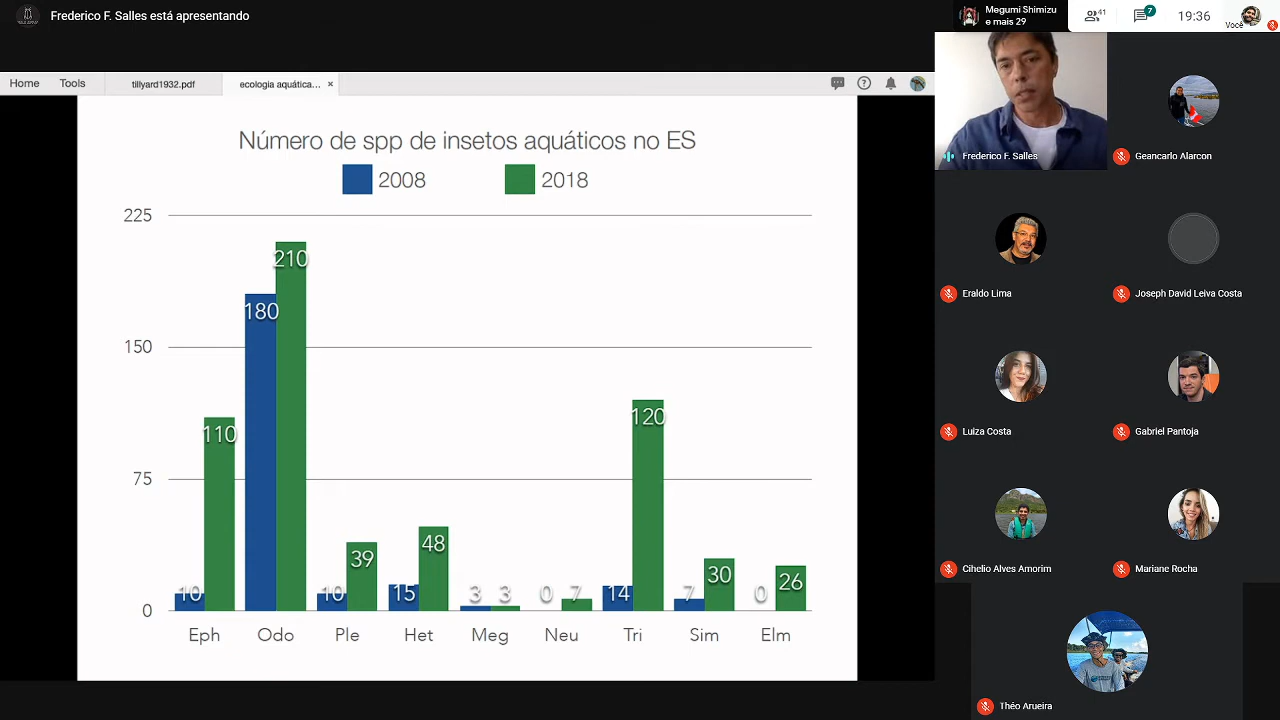 Frederico F. Salles está apresentando
Megumi Shimizu
e mais 29
41
7
19:36
Você
Home
Tools
tillyard1932.pdf
ecologia aquática...
Número de spp de insetos aquáticos no ES
2008
2018
225
150
75
0
10
110
180
210
10
39
15
48
3
3
0
7
14
120
7
30
0
26
Eph
Odo
Ple
Het
Meg
Neu
Tri
Sim
Elm
Frederico F. Salles
Geancarlo Alarcon
Eraldo Lima
Joseph David Leiva Costa
Luiza Costa
Gabriel Pantoja
Cihelio Alves Amorim
Mariane Rocha
Théo Arueira